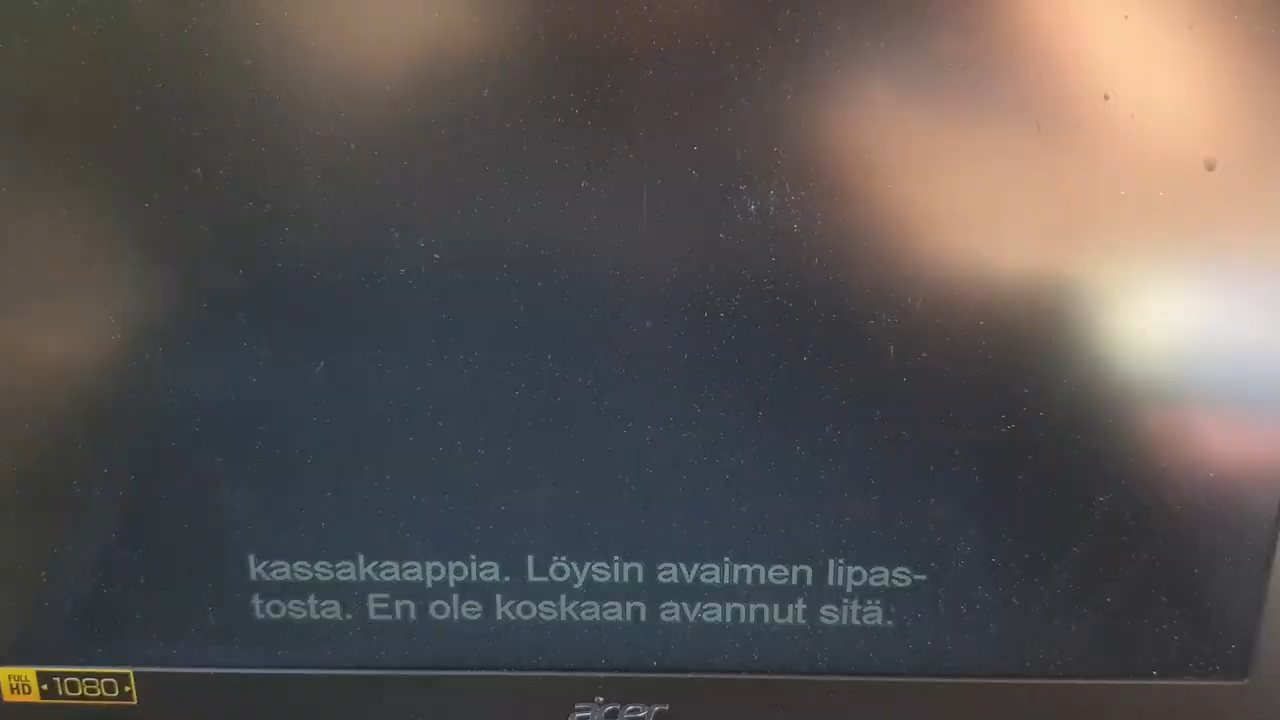 kassakaappia. Löysin avaimen lipas-
tosta. En ole koskaan avannut sitä.
FULL HD 1080
acer